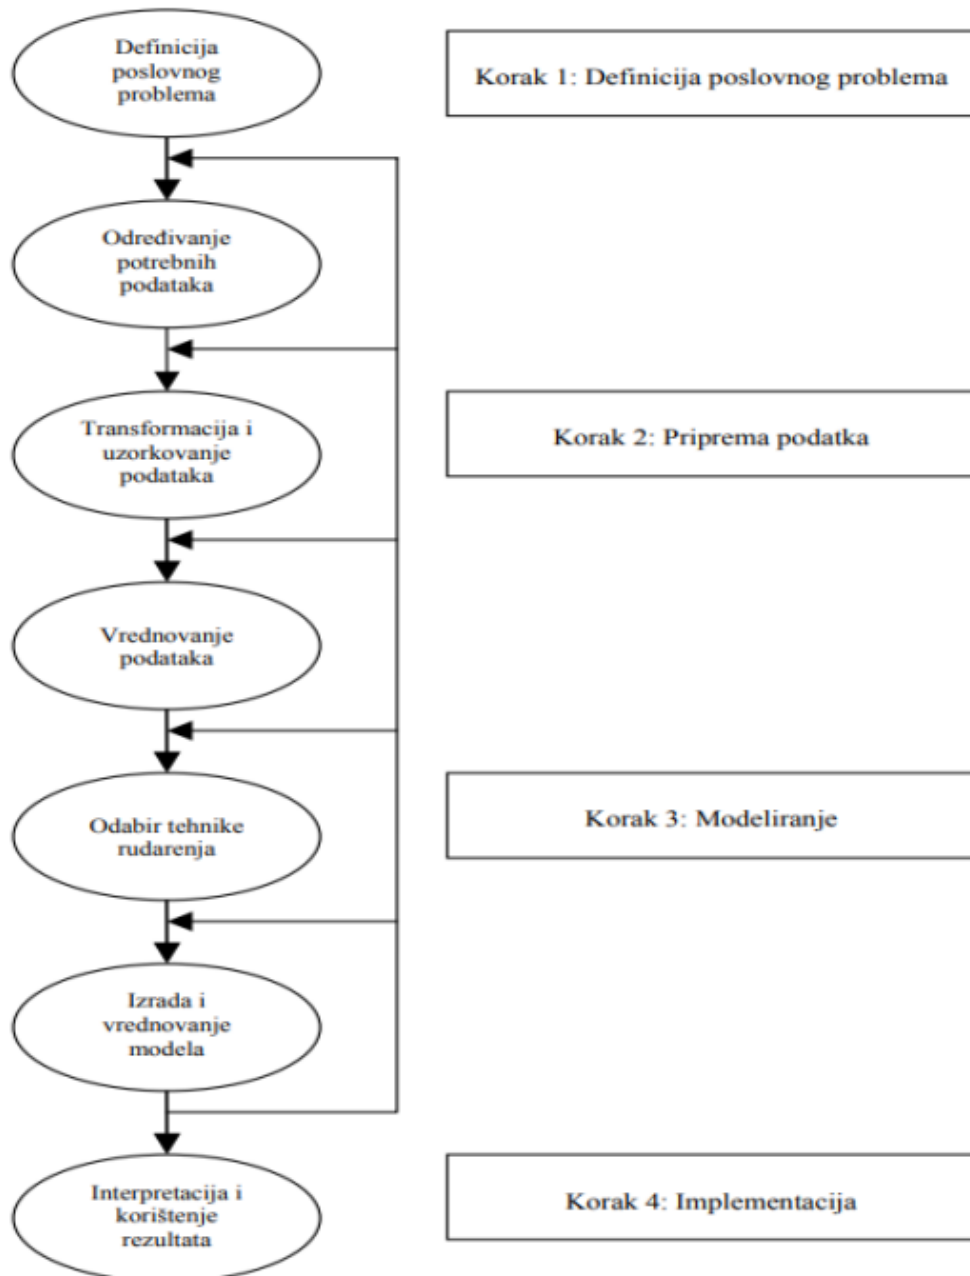 Definicija
poslovnog
problema
Korak 1: Definicija poslovnog problema
Određivanje
potrebnih
podataka
Transformacija i
uzorkovanje
podataka
Korak 2: Priprema podatka
Vrednovanje
podataka
Odabir tehnike
rudarenja
Korak 3: Modeliranje
Izrada i
vrednovanje
modela
Interpretacija i
korištenje
rezultata
Korak 4: Implementacija